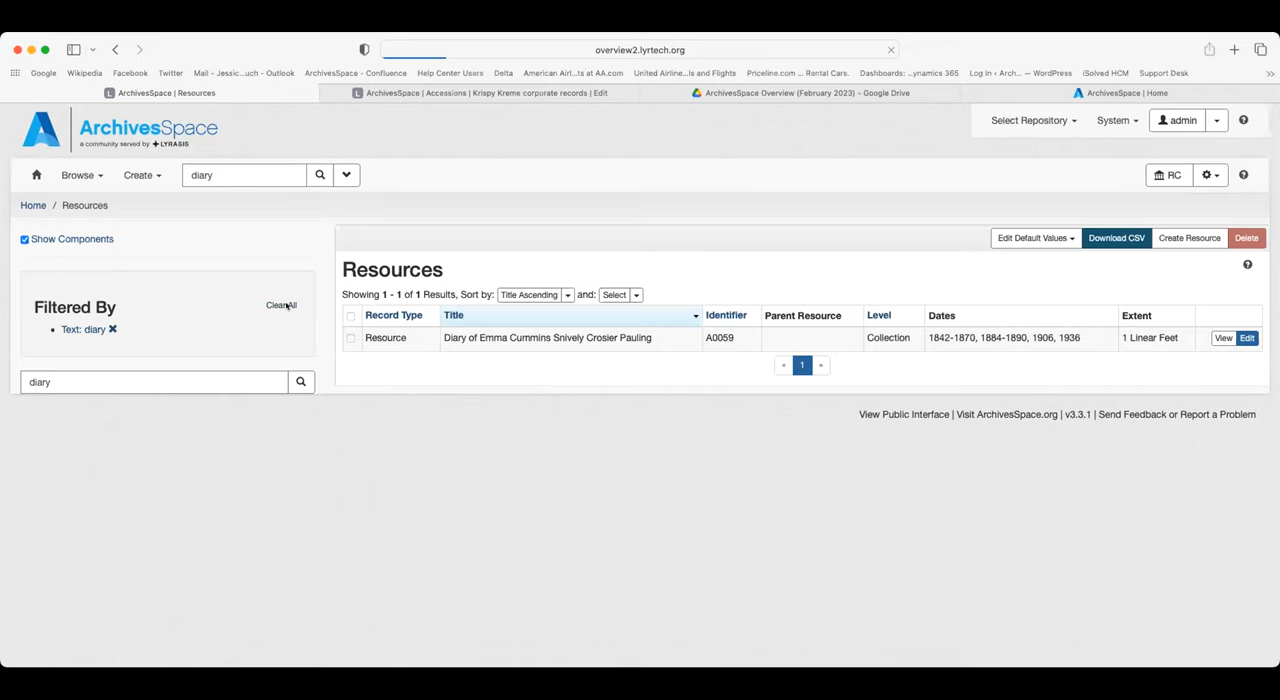 overview2.lyrtech.org
Google Wikipedia Facebook Twitter Mail - Jessic...uch - Outlook ArchivesSpace - Confluence Help Center Users Delta American Airl...ts at AA.com United Airline...ls and Flights Priceline.com ... Rental Cars. Dashboards: ...ynamics 365 Log In ‹ Arch... — WordPress iSolved HCM Support Desk
ArchivesSpace | Resources ArchivesSpace | Accessions | Krispy Kreme corporate records | Edit ArchivesSpace Overview (February 2023) - Google Drive ArchivesSpace | Home
ArchivesSpace
a community served by LYRASIS
Select Repository System admin
Browse Create diary RC
Home / Resources
Show Components
Edit Default Values Download CSV Create Resource Delete
Filtered By Clear All
Text: diary
diary
Resources
Showing 1 - 1 of 1 Results, Sort by: Title Ascending and: Select
Record Type Title Identifier Parent Resource Level Dates Extent
Resource Diary of Emma Cummins Snively Crosier Pauling A0059 Collection 1842-1870, 1884-1890, 1906, 1936 1 Linear Feet View Edit
« 1 »
View Public Interface | Visit ArchivesSpace.org | v3.3.1 | Send Feedback or Report a Problem